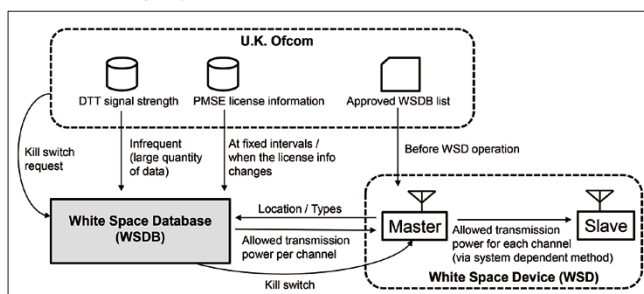 U.K. Ofcom
DTT signal strength
PMSE license information
Approved WSDB list
Kill switch
request
Infrequent
(large quantity
of data)
At fixed intervals /
when the license info
changes
Before WSD operation
White Space Database
(WSDB)
Location / Types
Allowed transmission
power per channel
Kill switch
Master
Allowed transmission
power for each channel
(via system dependent method)
Slave
White Space Device (WSD)